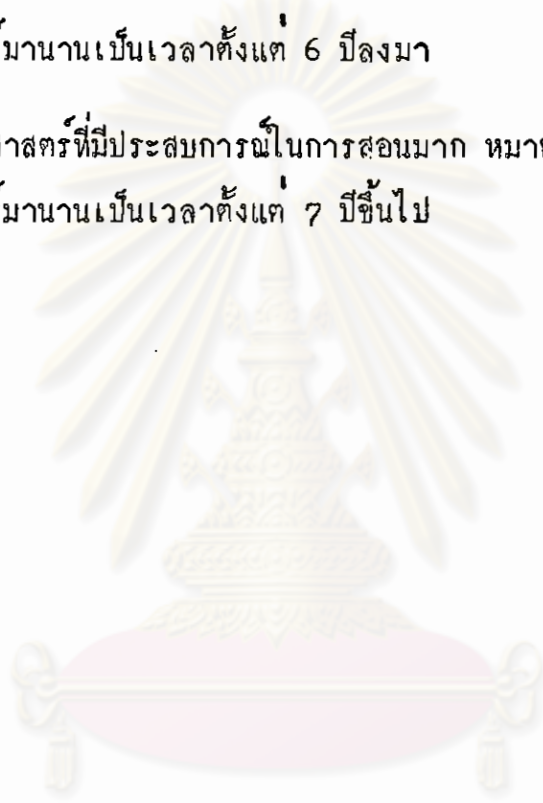 มานานเป็นเวลาตั้งแต่ 6 ปีลงมา
าสตร์ที่มีประสบการณ์ในการสอนมาก หมาย
มานานเป็นเวลาตั้งแต่ 7 ปีขึ้นไป